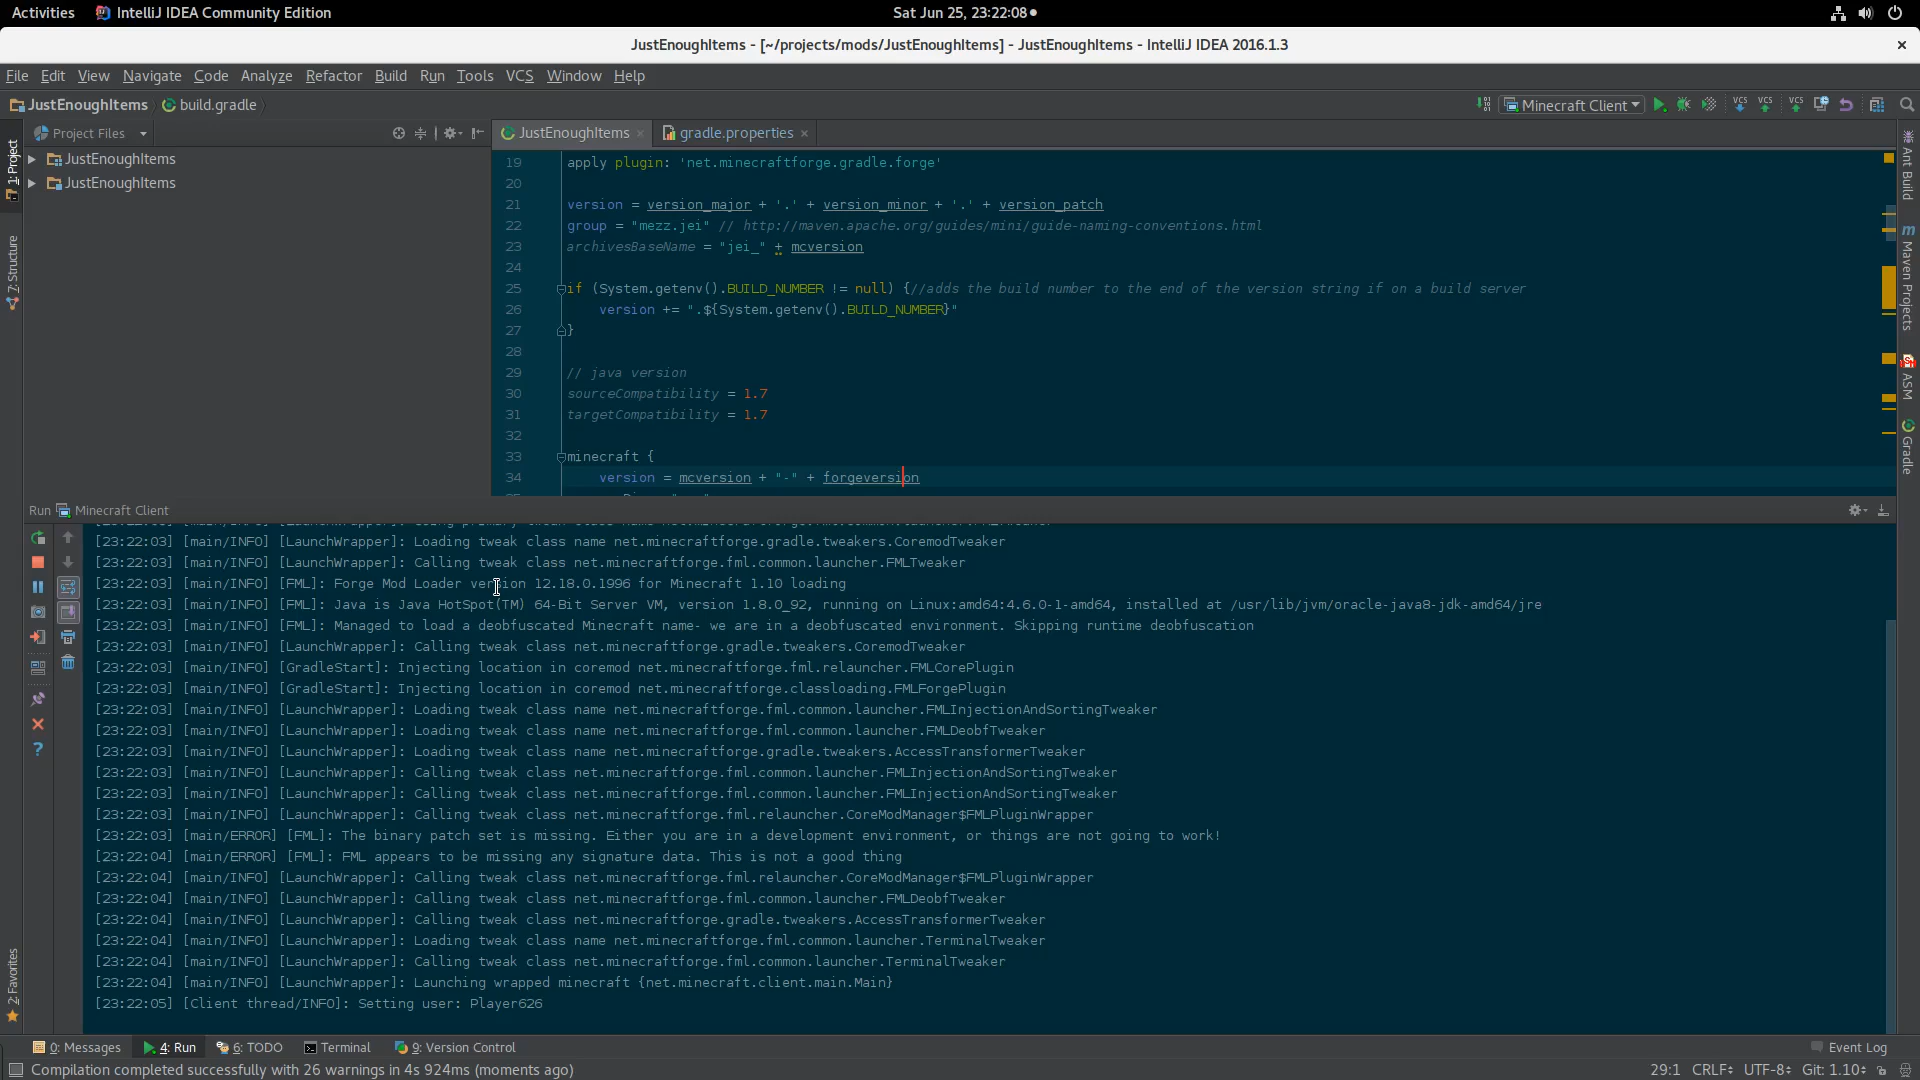 Activities IntelliJ IDEA Community Edition Sat Jun 25, 23:22:08
JustEnoughItems - [~/projects/mods/JustEnoughItems] - JustEnoughItems - IntelliJ IDEA 2016.1.3
File Edit View Navigate Code Analyze Refactor Build Run Tools VCS Window Help
JustEnoughItems build.gradle Minecraft Client VCS VCS VCS
1: Project
7: Structure
2: Favorites
Project Files
JustEnoughItems
JustEnoughItems
JustEnoughItems gradle.properties
19 apply plugin: 'net.minecraftforge.gradle.forge'
20
21 version = version_major + '.' + version_minor + '.' + version_patch
22 group = "mezz.jei" // http://maven.apache.org/guides/mini/guide-naming-conventions.html
23 archivesBaseName = "jei_" + mcversion
24
25 if (System.getenv().BUILD_NUMBER != null) {//adds the build number to the end of the version string if on a build server
26 version += ".${System.getenv().BUILD_NUMBER}"
27 }
28
29 // java version
30 sourceCompatibility = 1.7
31 targetCompatibility = 1.7
32
33 minecraft {
34 version = mcversion + "-" + forgeversion
Ant Build
Maven Projects
ASM
Gradle
Run Minecraft Client
[23:22:03] [main/INFO] [LaunchWrapper]: Loading tweak class name net.minecraftforge.gradle.tweakers.CoremodTweaker
[23:22:03] [main/INFO] [LaunchWrapper]: Calling tweak class net.minecraftforge.fml.common.launcher.FMLTweaker
[23:22:03] [main/INFO] [FML]: Forge Mod Loader version 12.18.0.1996 for Minecraft 1.10 loading
[23:22:03] [main/INFO] [FML]: Java is Java HotSpot(TM) 64-Bit Server VM, version 1.8.0_92, running on Linux:amd64:4.6.0-1-amd64, installed at /usr/lib/jvm/oracle-java8-jdk-amd64/jre
[23:22:03] [main/INFO] [FML]: Managed to load a deobfuscated Minecraft name- we are in a deobfuscated environment. Skipping runtime deobfuscation
[23:22:03] [main/INFO] [LaunchWrapper]: Calling tweak class net.minecraftforge.gradle.tweakers.CoremodTweaker
[23:22:03] [main/INFO] [GradleStart]: Injecting location in coremod net.minecraftforge.fml.relauncher.FMLCorePlugin
[23:22:03] [main/INFO] [GradleStart]: Injecting location in coremod net.minecraftforge.classloading.FMLForgePlugin
[23:22:03] [main/INFO] [LaunchWrapper]: Loading tweak class name net.minecraftforge.fml.common.launcher.FMLInjectionAndSortingTweaker
[23:22:03] [main/INFO] [LaunchWrapper]: Loading tweak class name net.minecraftforge.fml.common.launcher.FMLDeobfTweaker
[23:22:03] [main/INFO] [LaunchWrapper]: Loading tweak class name net.minecraftforge.gradle.tweakers.AccessTransformerTweaker
[23:22:03] [main/INFO] [LaunchWrapper]: Calling tweak class net.minecraftforge.fml.common.launcher.FMLInjectionAndSortingTweaker
[23:22:03] [main/INFO] [LaunchWrapper]: Calling tweak class net.minecraftforge.fml.common.launcher.FMLInjectionAndSortingTweaker
[23:22:03] [main/INFO] [LaunchWrapper]: Calling tweak class net.minecraftforge.fml.relauncher.CoreModManager$FMLPluginWrapper
[23:22:03] [main/ERROR] [FML]: The binary patch set is missing. Either you are in a development environment, or things are not going to work!
[23:22:04] [main/ERROR] [FML]: FML appears to be missing any signature data. This is not a good thing
[23:22:04] [main/INFO] [LaunchWrapper]: Calling tweak class net.minecraftforge.fml.relauncher.CoreModManager$FMLPluginWrapper
[23:22:04] [main/INFO] [LaunchWrapper]: Calling tweak class net.minecraftforge.fml.common.launcher.FMLDeobfTweaker
[23:22:04] [main/INFO] [LaunchWrapper]: Calling tweak class net.minecraftforge.gradle.tweakers.AccessTransformerTweaker
[23:22:04] [main/INFO] [LaunchWrapper]: Loading tweak class name net.minecraftforge.fml.common.launcher.TerminalTweaker
[23:22:04] [main/INFO] [LaunchWrapper]: Calling tweak class net.minecraftforge.fml.common.launcher.TerminalTweaker
[23:22:04] [main/INFO] [LaunchWrapper]: Launching wrapped minecraft {net.minecraft.client.main.Main}
[23:22:05] [Client thread/INFO]: Setting user: Player626
0: Messages 4: Run 6: TODO Terminal 9: Version Control Event Log
Compilation completed successfully with 26 warnings in 4s 924ms (moments ago) 29:1 CRLF UTF-8 Git: 1.10